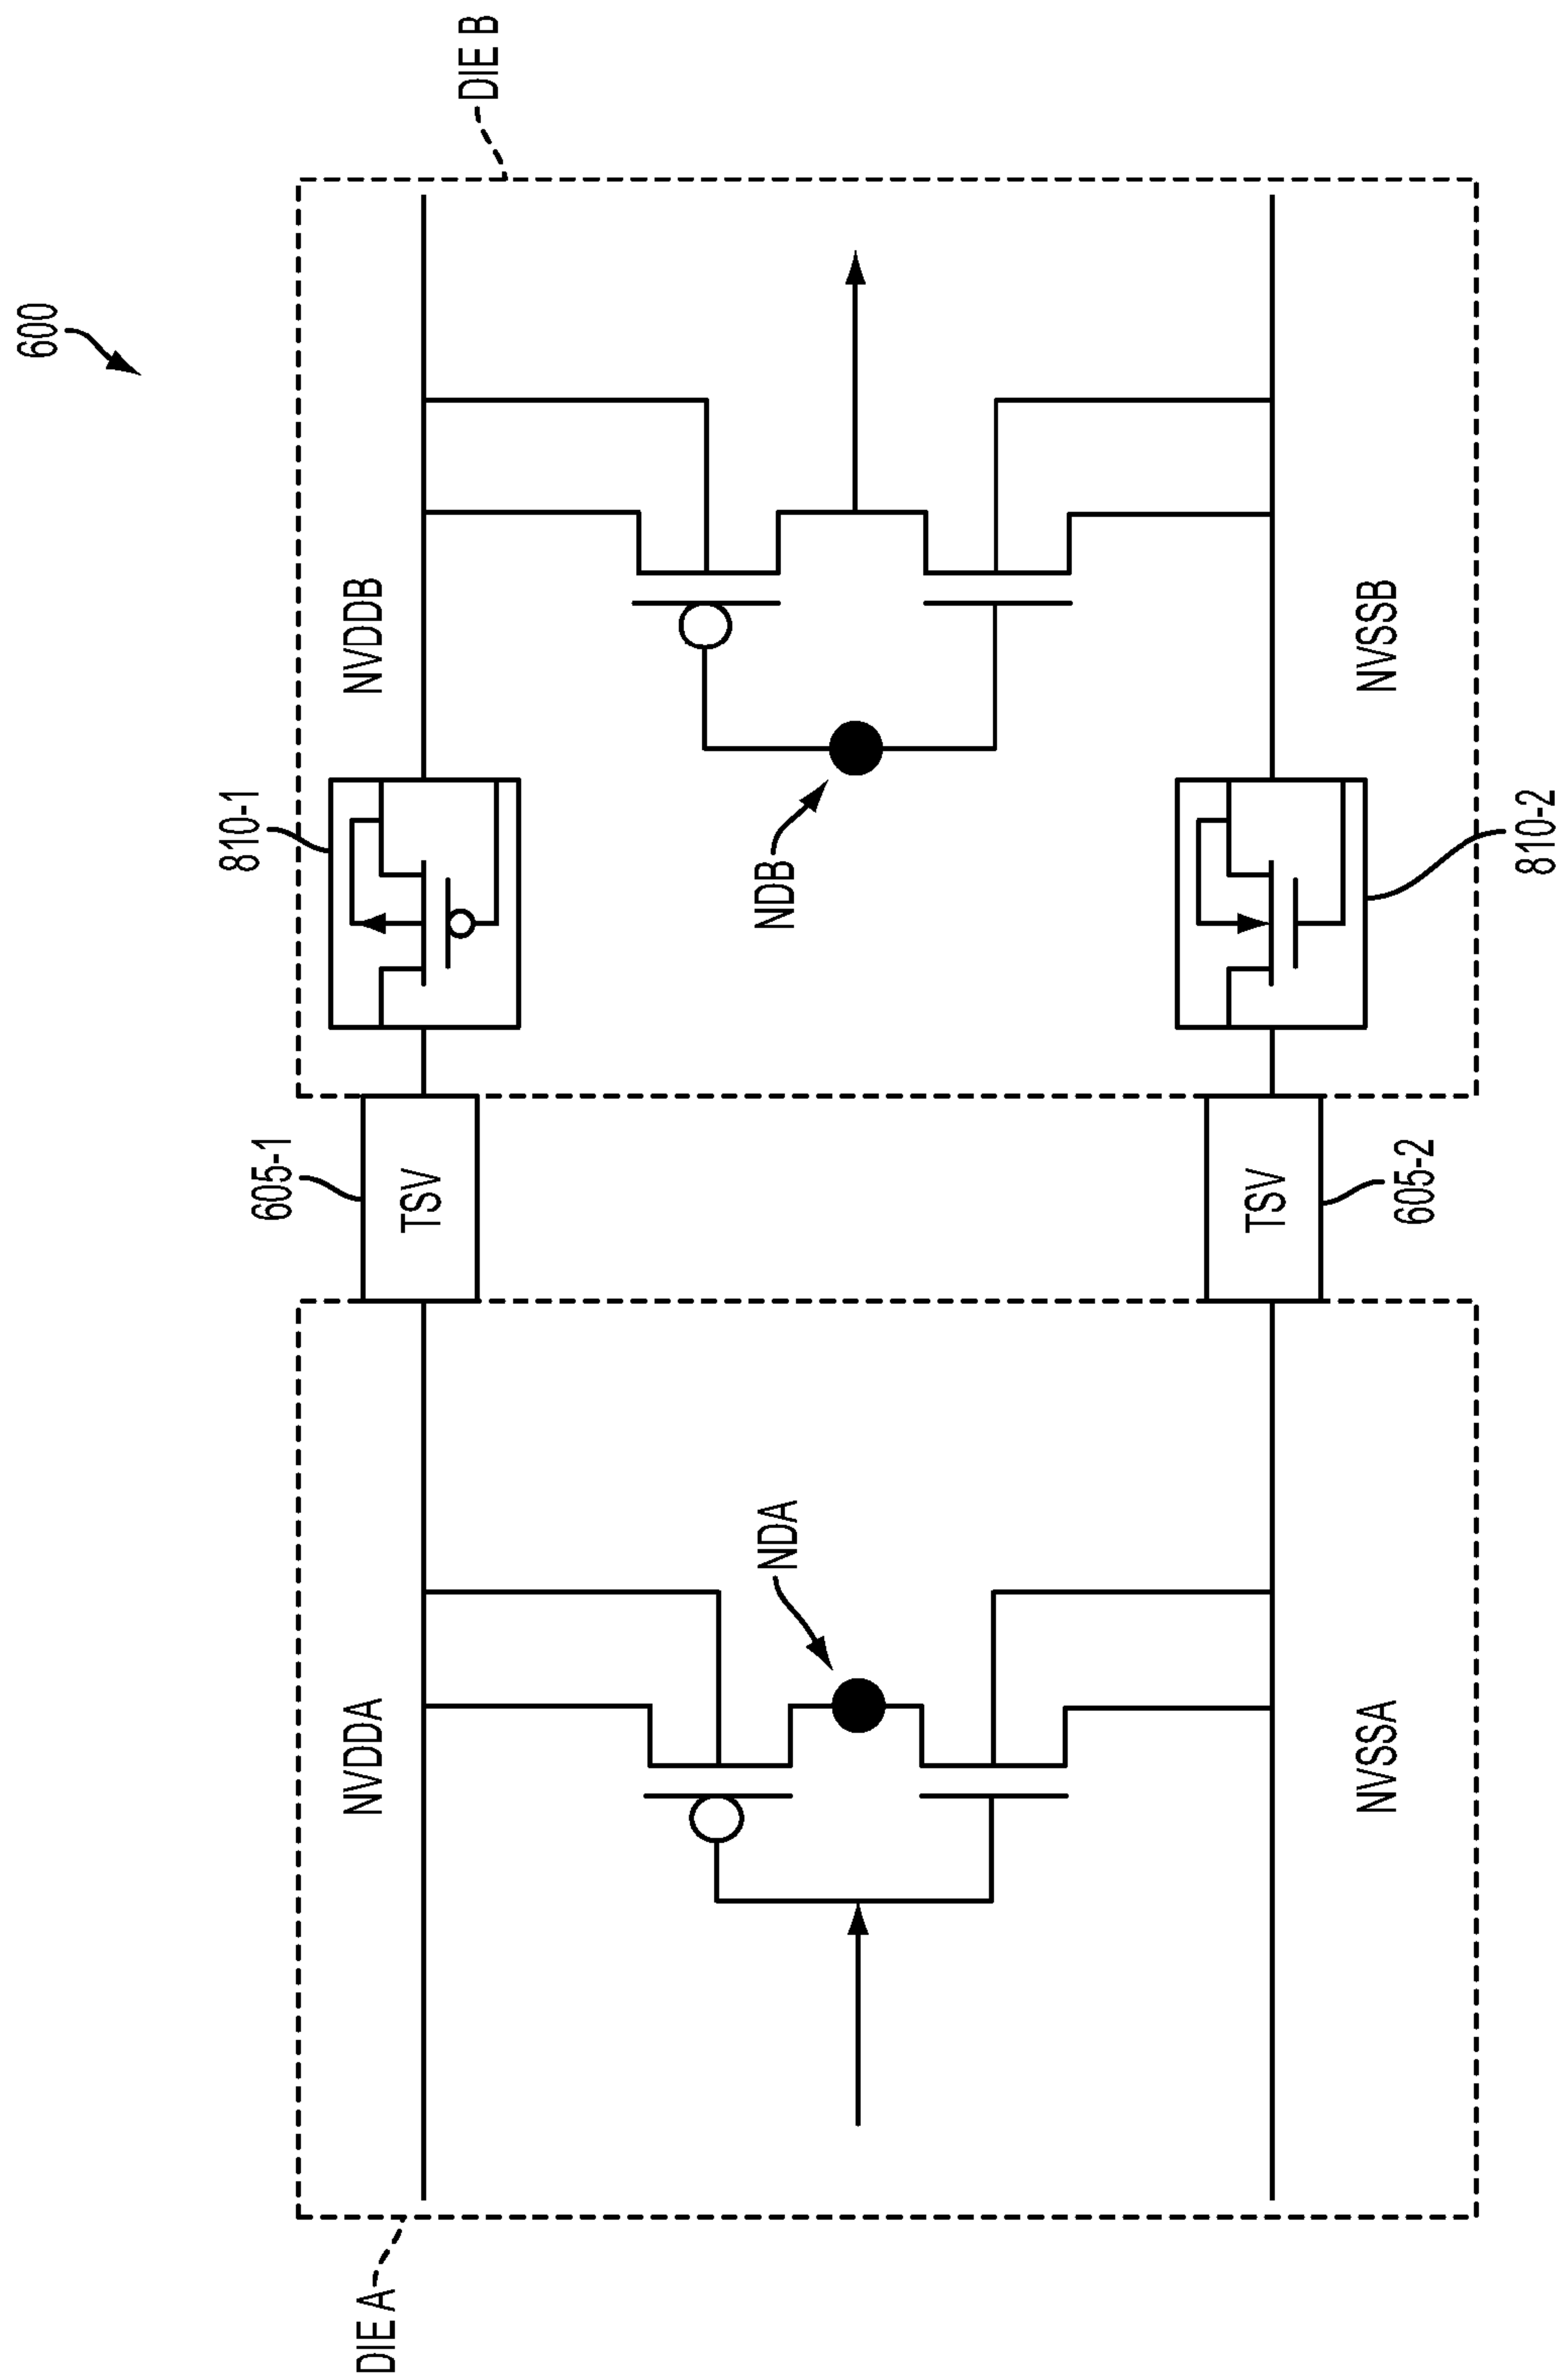 600
DIE A
DIE B
605-1
810-1
NVDDA
TSV
NVDDB
NDA
NDB
NVSSA
TSV
NVSSB
605-2
810-2